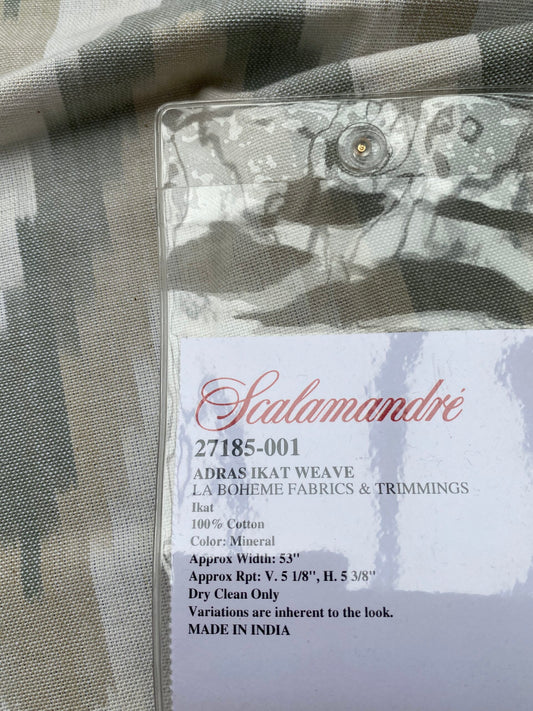 Scalamandré
27185-001
ADRAS IKAT WEAVE
LA BOHEME FABRICS & TRIMMINGS
Ikat
100% Cotton
Color: Mineral
Approx Width: 53"
Approx Rpt: V. 5 1/8", H. 5 3/8"
Dry Clean Only
Variations are inherent to the look.
MADE IN INDIA